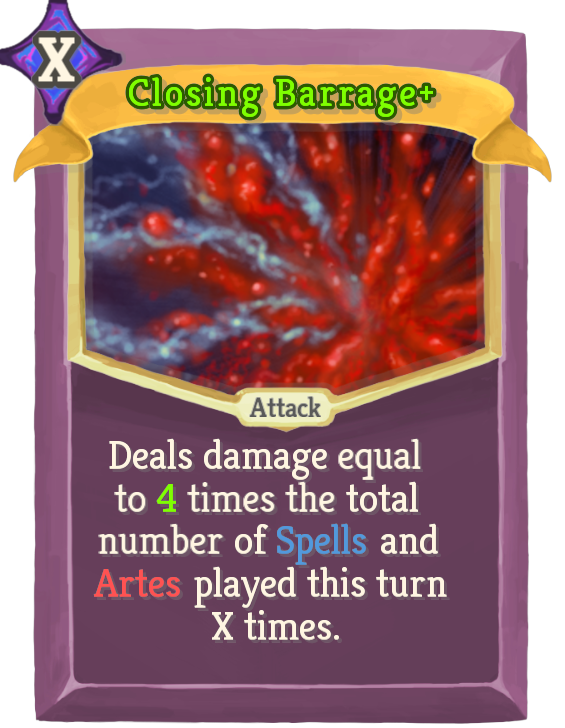 X
Closing Barrage+
Attack
Deals damage equal
to 4 times the total
number of Spells and
Artes played this turn
X times.